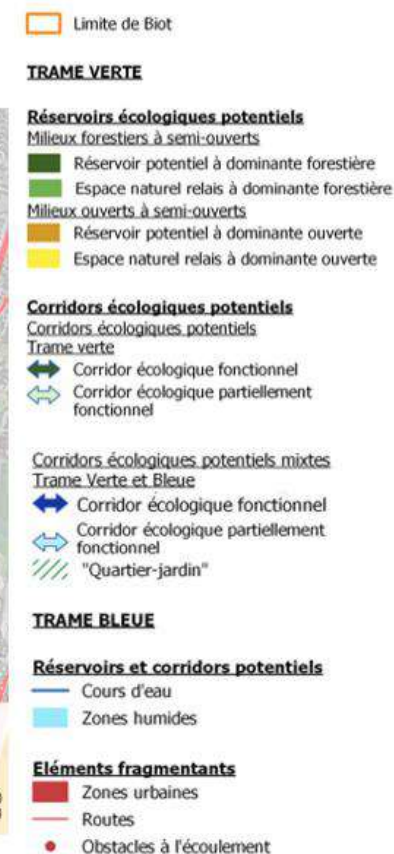 Limite de Biot
TRAME VERTE
Réservoirs écologiques potentiels
Milieux forestiers à semi-ouverts
Réservoir potentiel à dominante forestière
Espace naturel relais à dominante forestière
Milieux ouverts à semi-ouverts
Réservoir potentiel à dominante ouverte
Espace naturel relais à dominante ouverte
Corridors écologiques potentiels
Corridors écologiques potentiels
Trame verte
Corridor écologique fonctionnel
Corridor écologique partiellement
fonctionnel
Corridors écologiques potentiels mixtes
Trame Verte et Bleue
Corridor écologique fonctionnel
Corridor écologique partiellement
fonctionnel
"Quartier-jardin"
TRAME BLEUE
Réservoirs et corridors potentiels
Cours d'eau
Zones humides
Eléments fragmentants
Zones urbaines
Routes
Obstacles à l'écoulement